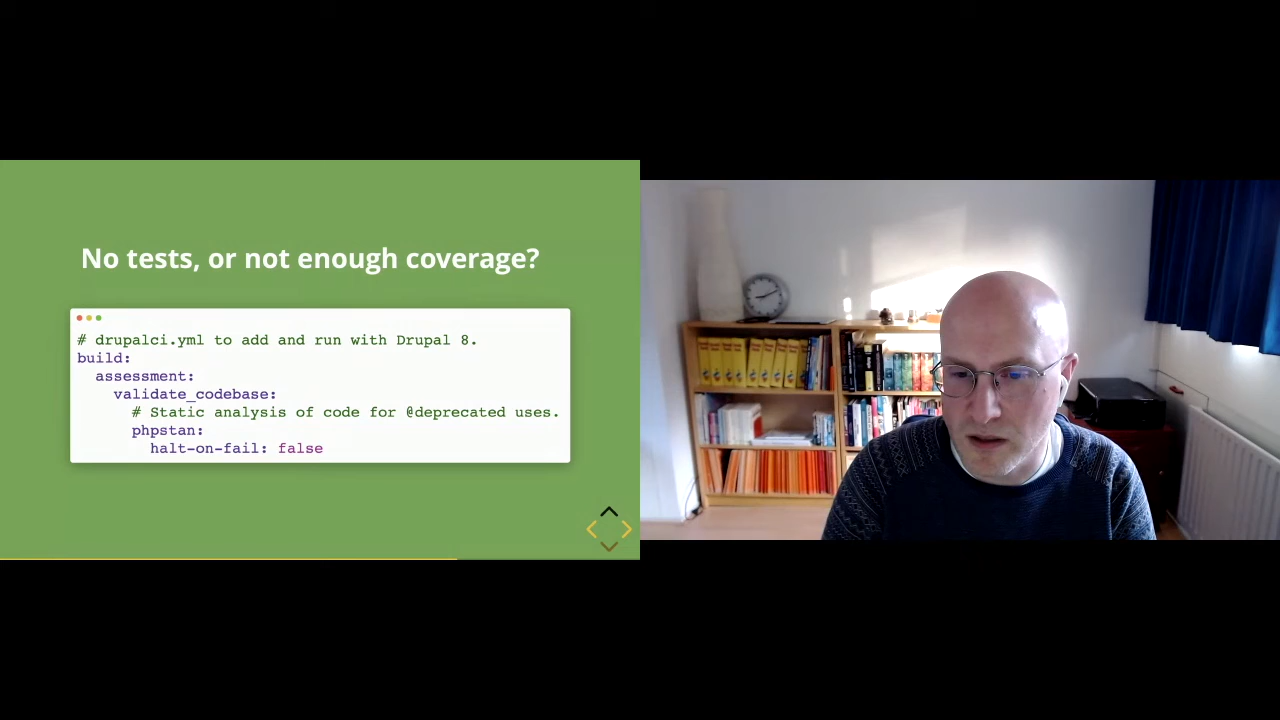 No tests, or not enough coverage?
# drupalci.yml to add and run with Drupal 8.
build:
  assessment:
    validate_codebase:
      # Static analysis of code for @deprecated uses.
      phpstan:
        halt-on-fail: false